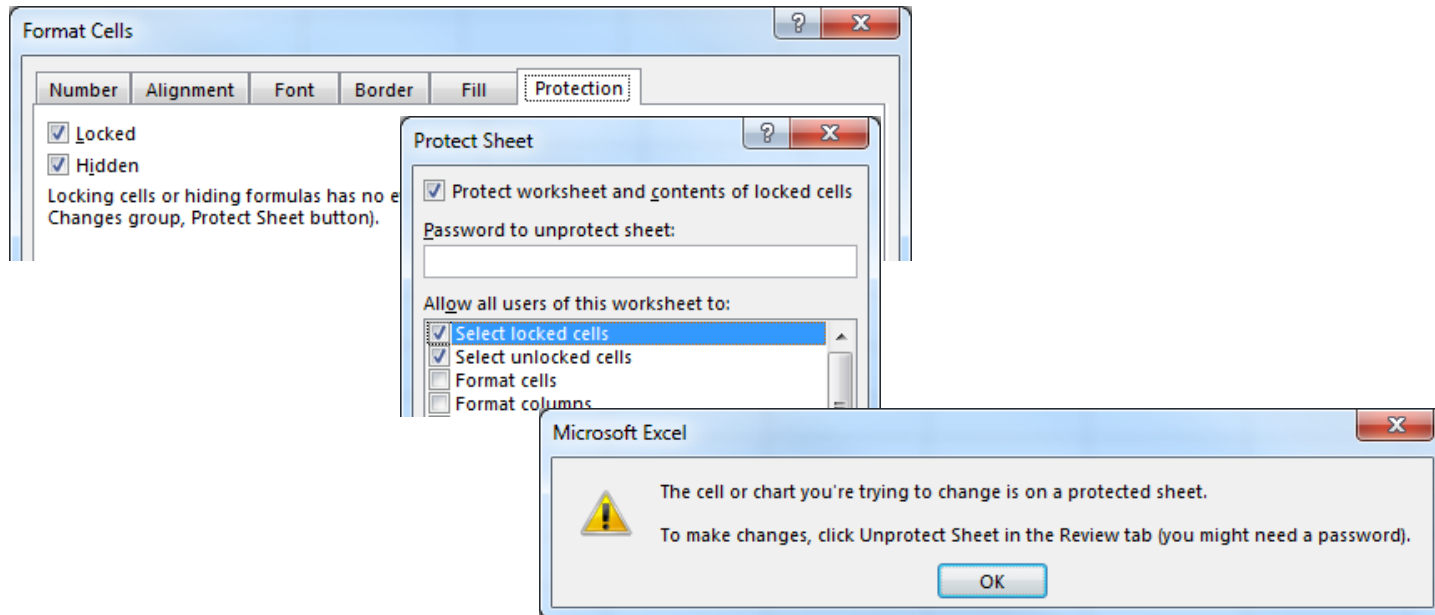 Format Cells
Number Alignment Font Border Fill Protection
Locked
Hidden
Locking cells or hiding formulas has no
Changes group, Protect Sheet button).
Protect Sheet
Protect worksheet and contents of locked cells
Password to unprotect sheet:
Allow all users of this worksheet to:
Select locked cells
Select unlocked cells
Format cells
Format columns
Microsoft Excel
The cell or chart you're trying to change is on a protected sheet.
To make changes, click Unprotect Sheet in the Review tab (you might need a password).
OK